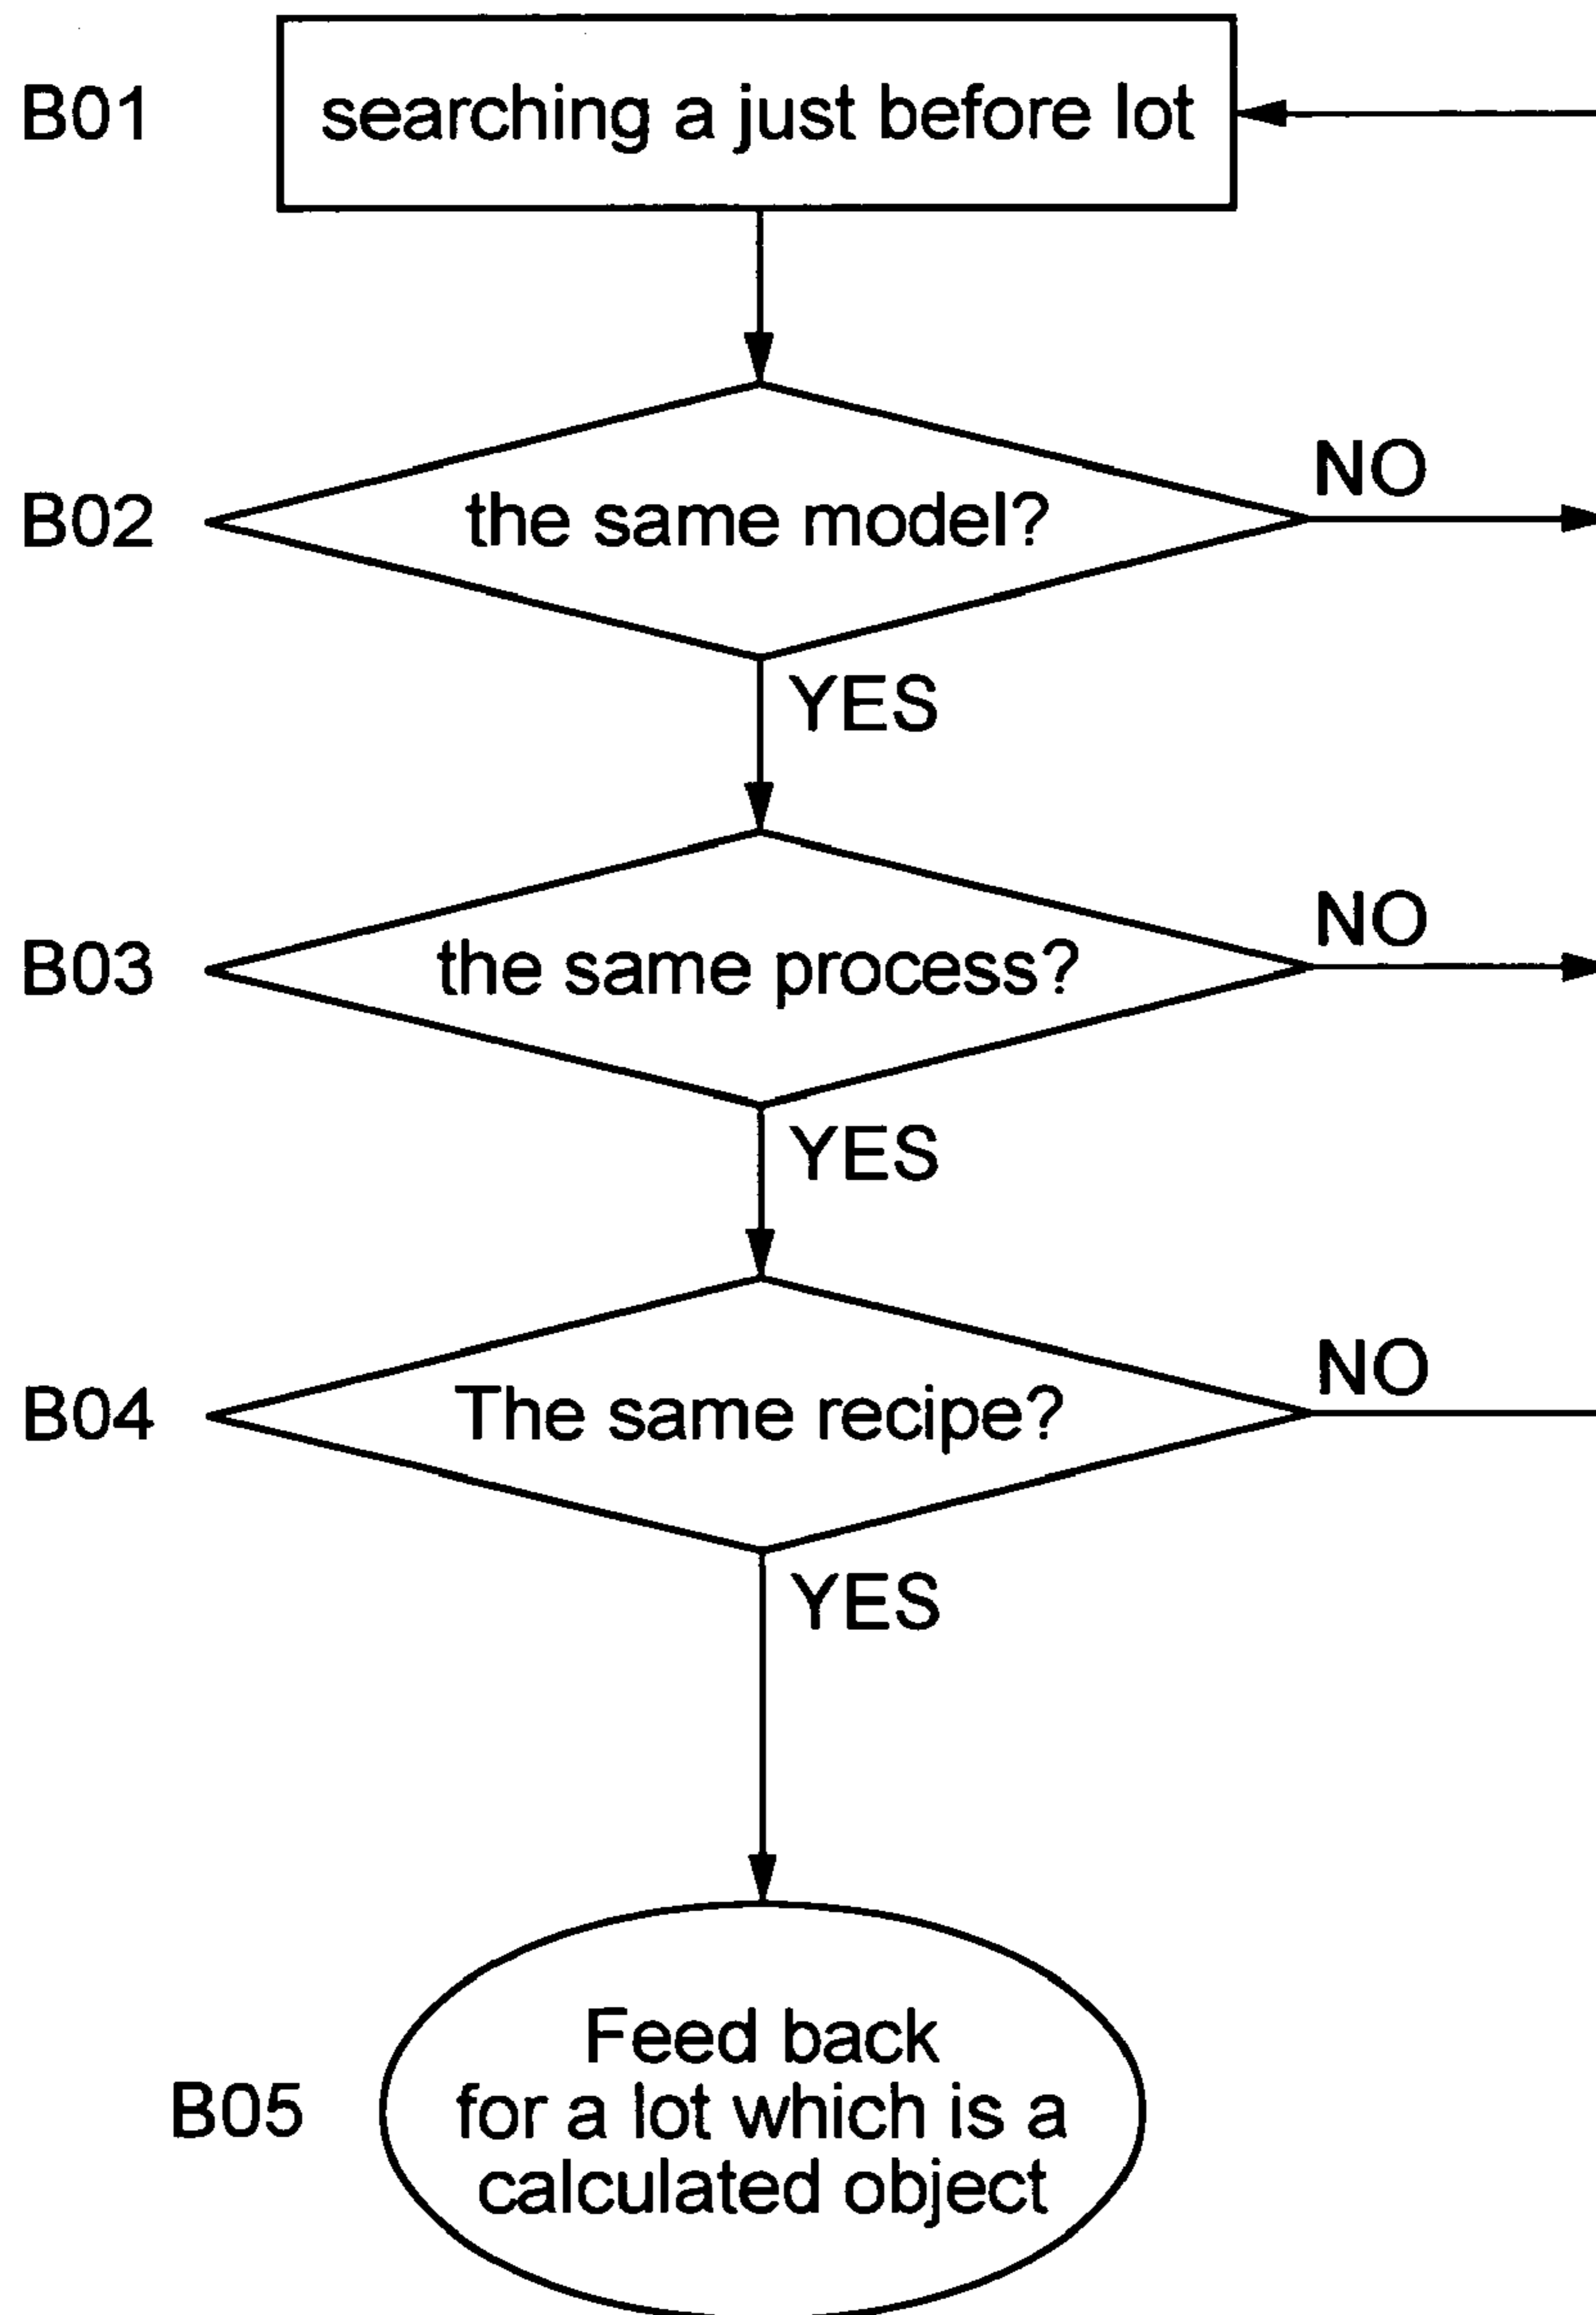 B01
searching a just before lot
B02
the same model?
NO
YES
B03
the same process?
NO
YES
B04
The same recipe?
NO
YES
B05
Feed back
for a lot which is a
calculated object